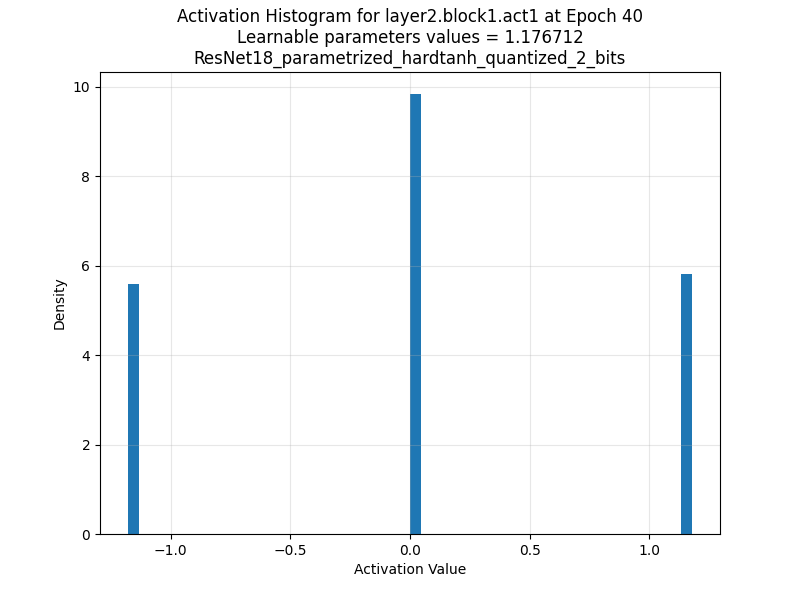 Activation Histogram for layer2.block1.act1 at Epoch 40
Learnable parameters values = 1.176712
ResNet18_parametrized_hardtanh_quantized_2_bits
10
8
6
4
2
0
Density
−1.0 −0.5 0.0 0.5 1.0
Activation Value